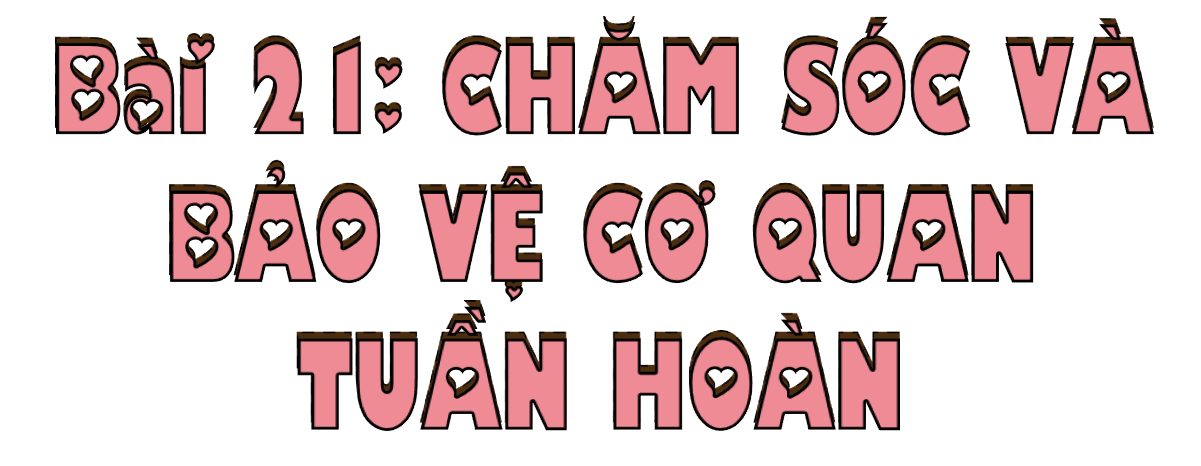 Bài 21: CHĂM SÓC VÀ
BẢO VỆ CƠ QUAN
TUẦN HOÀN